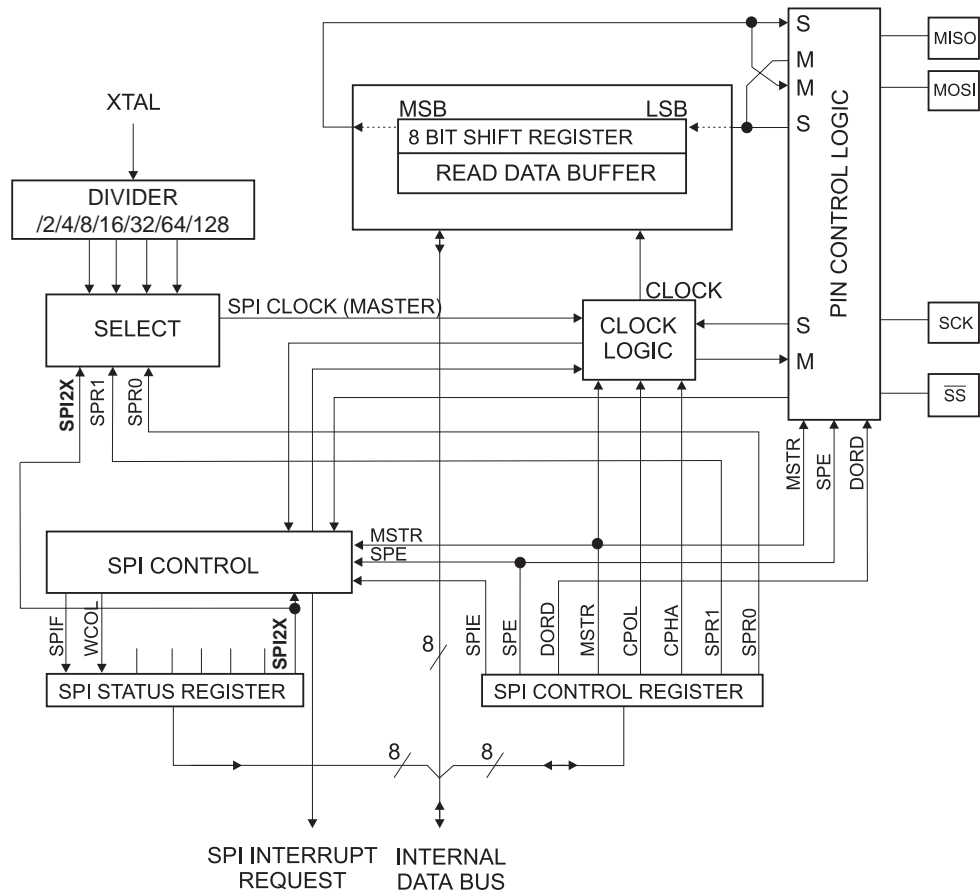 S
MISO
M
XTAL
MSB
LSB
M
MOSI
8 BIT SHIFT REGISTER
S
READ DATA BUFFER
DIVIDER
/2/4/8/16/32/64/128
PIN CONTROL LOGIC
SPI CLOCK (MASTER)
CLOCK
SELECT
CLOCK
LOGIC
S
SCK
M
SPI2X
SPR1
SPR0
SS
MSTR
SPE
DORD
MSTR
SPE
SPI CONTROL
SPIF
WCOL
SPI2X
8
SPIE
SPE
DORD
MSTR
CPOL
CPHA
SPR1
SPR0
SPI STATUS REGISTER
SPI CONTROL REGISTER
8
8
SPI INTERRUPT
REQUEST
INTERNAL
DATA BUS